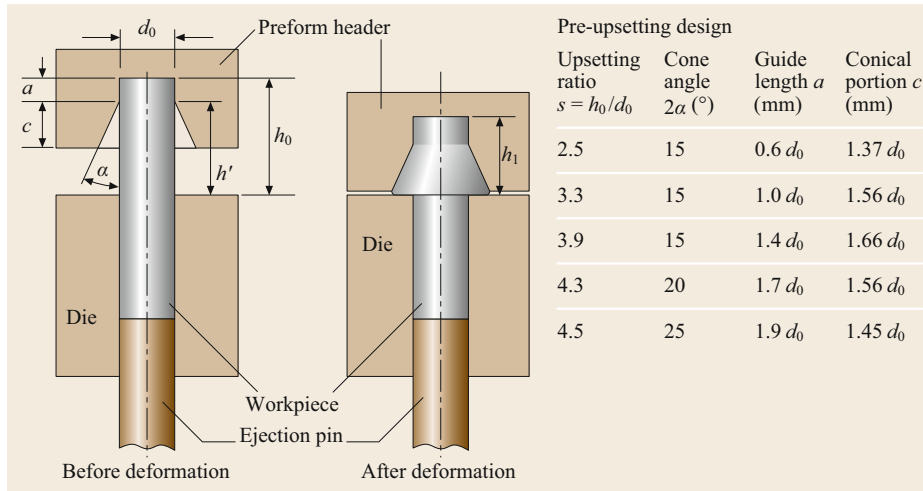 d₀
Preform header
a
c
h₀
h′
α
Die
h₁
Die
Workpiece
Ejection pin
Before deformation
After deformation
Pre-upsetting design
Upsetting Cone Guide Conical
ratio angle length a portion c
s = h₀/d₀ 2α (°) (mm) (mm)
2.5 15 0.6 d₀ 1.37 d₀
3.3 15 1.0 d₀ 1.56 d₀
3.9 15 1.4 d₀ 1.66 d₀
4.3 20 1.7 d₀ 1.56 d₀
4.5 25 1.9 d₀ 1.45 d₀